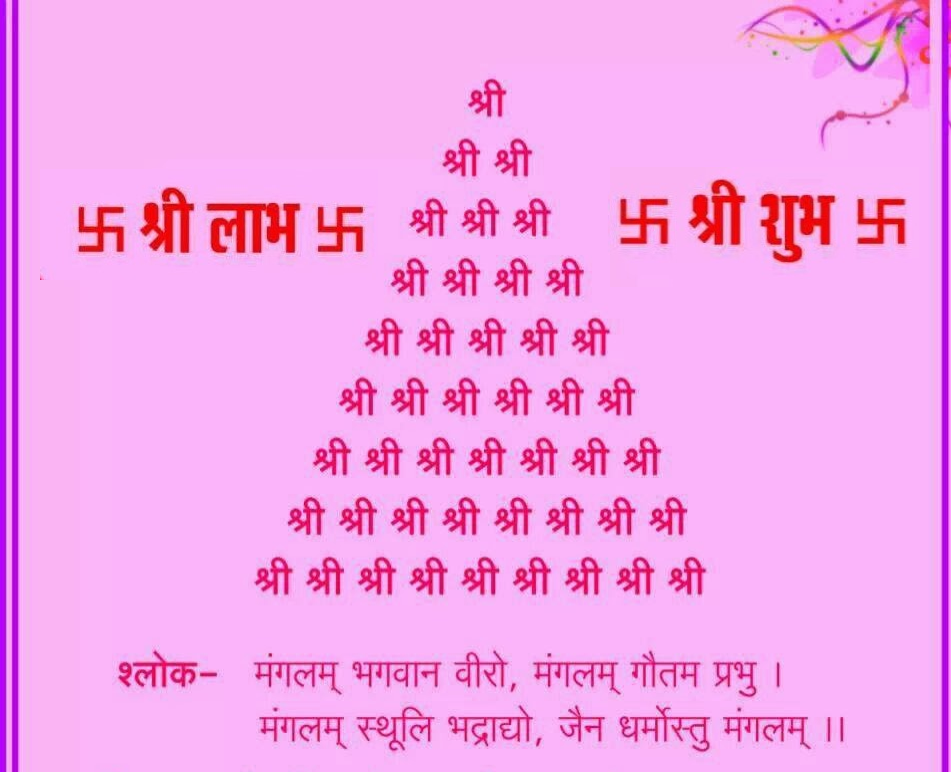 श्री
श्री श्री
卐 श्री लाभ 卐
श्री श्री श्री
卐 श्री शुभ 卐
श्री श्री श्री श्री
श्री श्री श्री श्री श्री
श्री श्री श्री श्री श्री श्री
श्री श्री श्री श्री श्री श्री श्री
श्री श्री श्री श्री श्री श्री श्री श्री
श्री श्री श्री श्री श्री श्री श्री श्री श्री
श्लोक– मंगलम् भगवान वीरो, मंगलम् गौतम प्रभु ।
मंगलम् स्थूलि भद्राद्यो, जैन धर्मोस्तु मंगलम् ।।